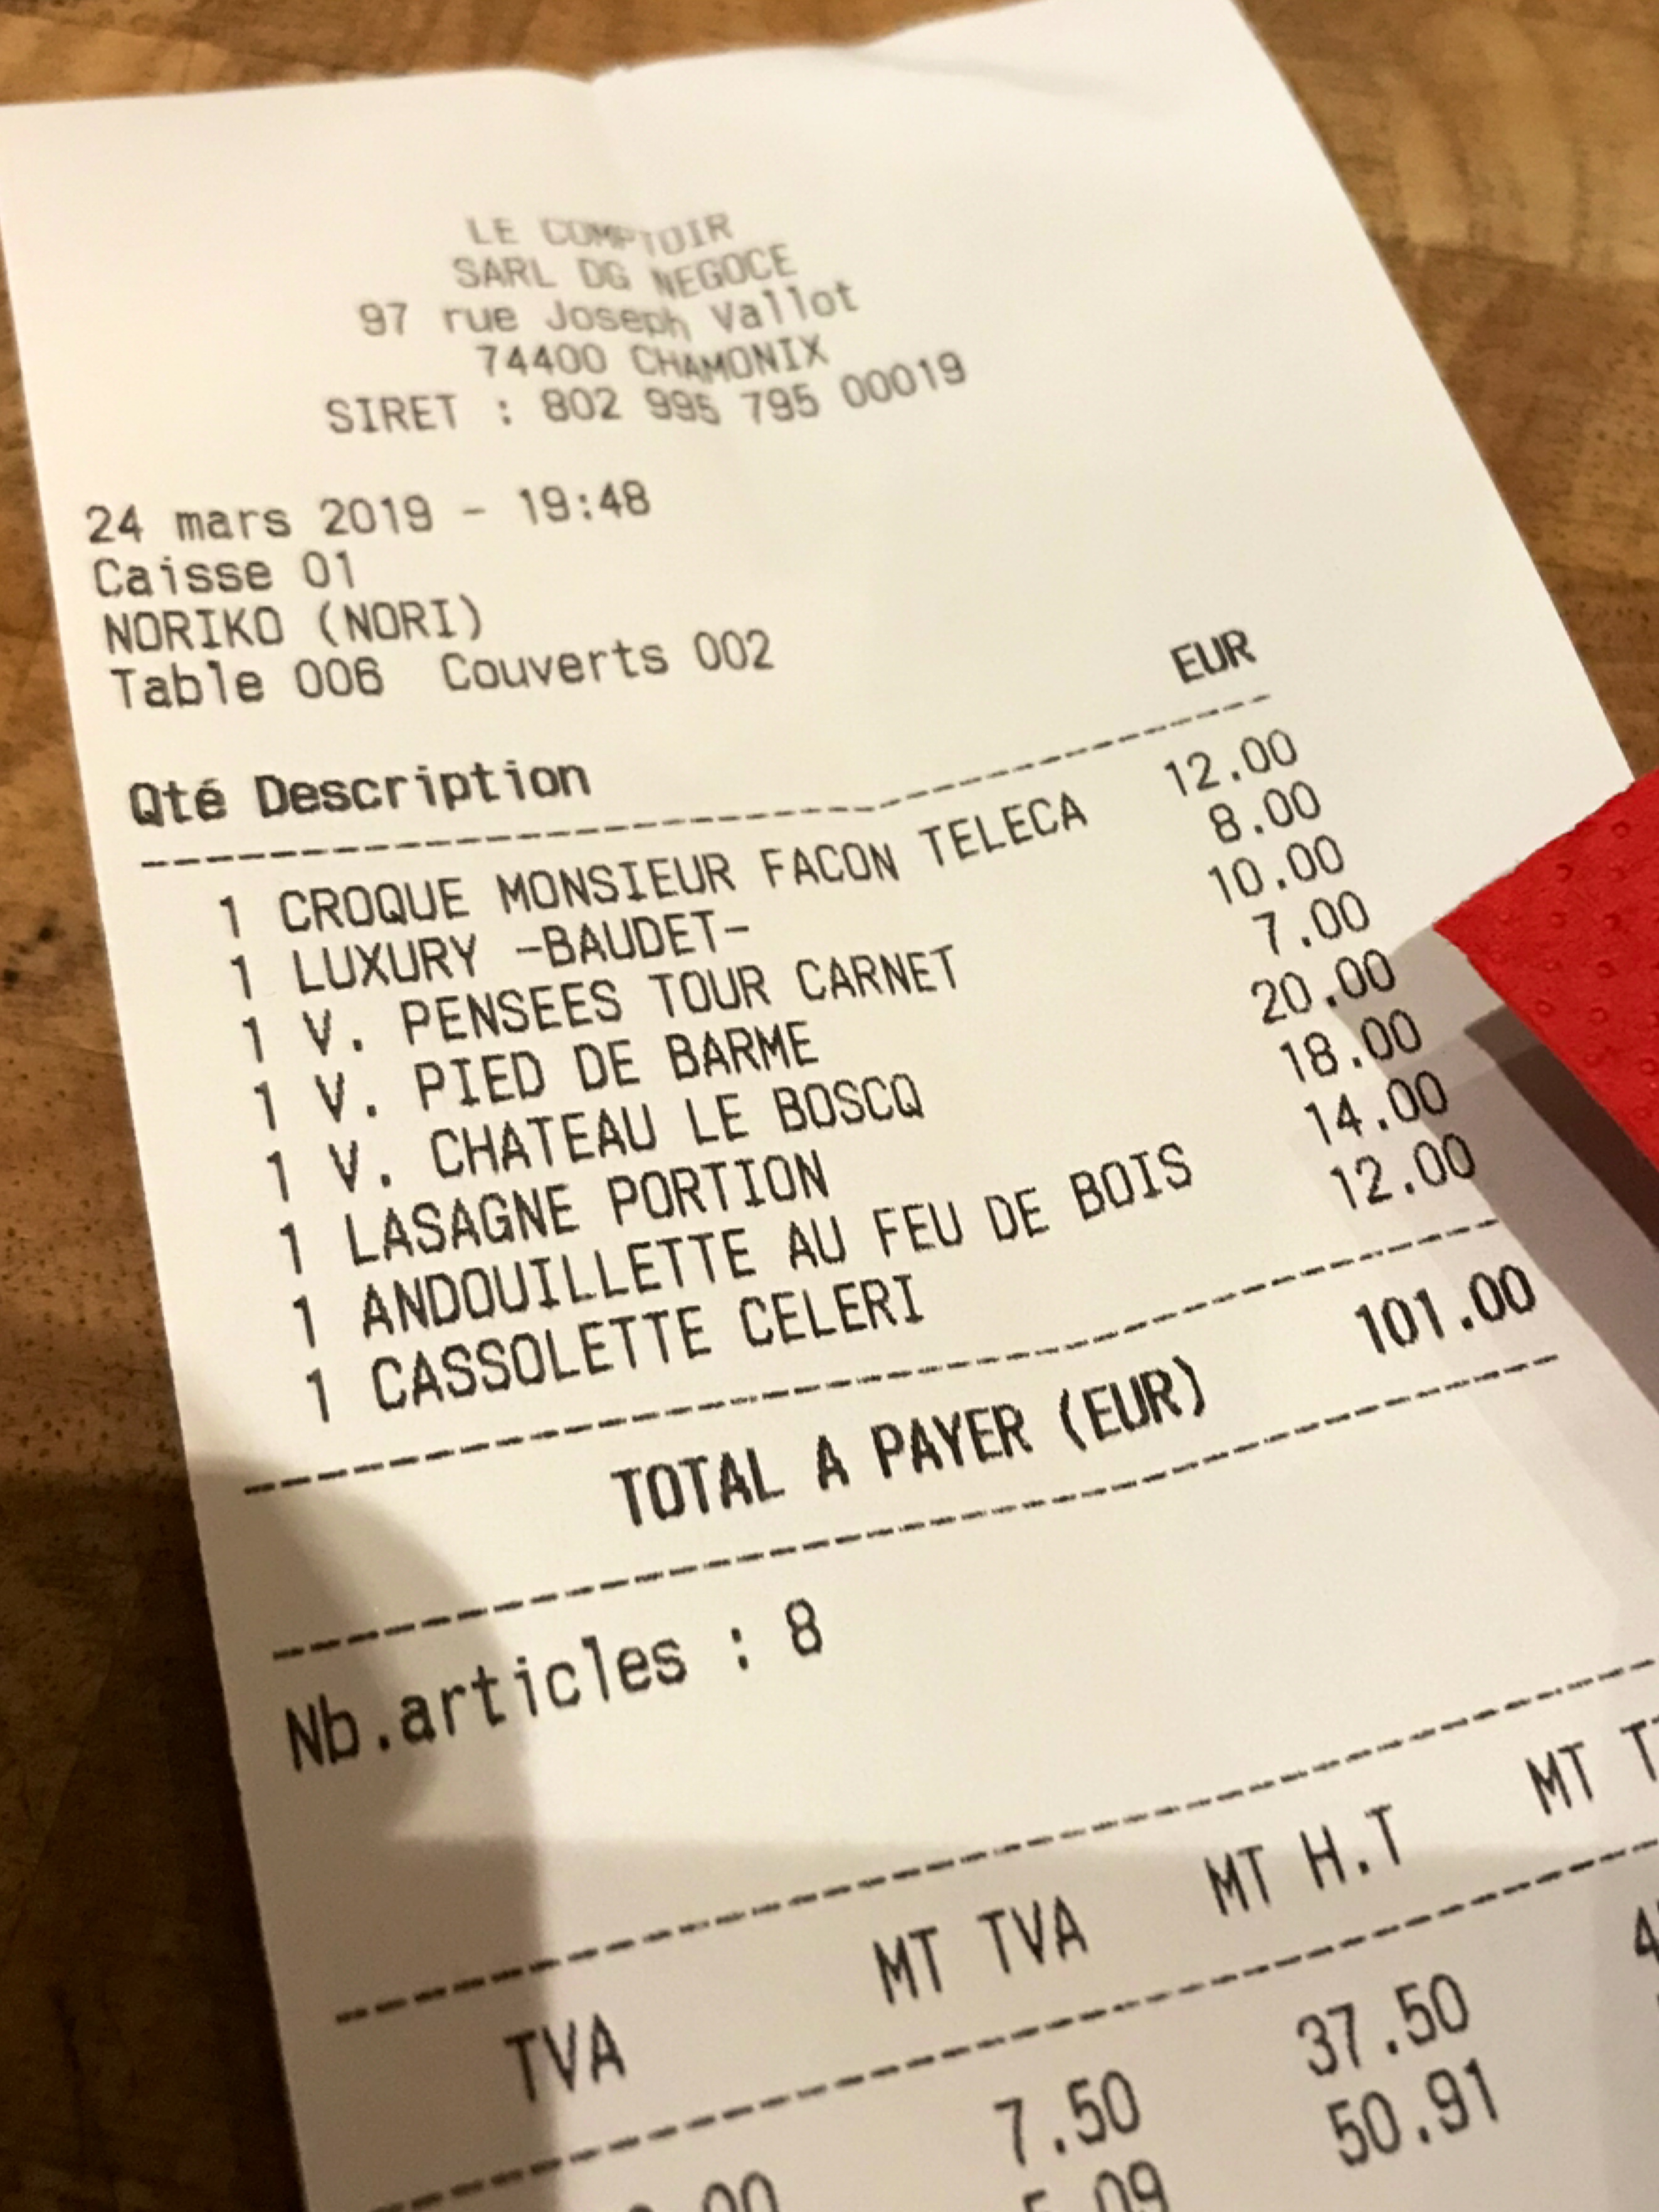 LE COMPTOIR
SARL DG NEGOCE
97 rue Joseph Vallot
74400 CHAMONIX
SIRET : 802 995 795 00019
24 mars 2019 - 19:48
Caisse 01
NORIKO (NORI)
Table 006 Couverts 002
EUR
Qté Description
1 CROQUE MONSIEUR FACON TELECA 12.00
1 LUXURY -BAUDET- 8.00
1 V. PENSEES TOUR CARNET 10.00
1 V. PIED DE BARME 7.00
1 V. CHATEAU LE BOSCQ 20.00
1 LASAGNE PORTION 18.00
1 ANDOUILLETTE AU FEU DE BOIS 14.00
1 CASSOLETTE CELERI 12.00
TOTAL A PAYER (EUR) 101.00
Nb.articles : 8
TVA MT TVA MT H.T MT
7.50 37.50
5.09 50.91